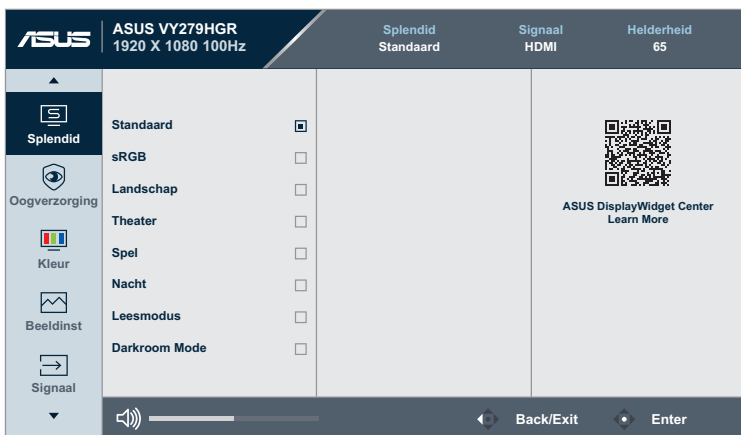 ASUS
ASUS VY279HGR
1920 X 1080 100Hz
Splendid
Standaard
Signaal
HDMI
Helderheid
65
Splendid
Oogverzorging
Kleur
Beeldinst
Signaal
Standaard
sRGB
Landschap
Theater
Spel
Nacht
Leesmodus
Darkroom Mode
ASUS DisplayWidget Center
Learn More
Back/Exit
Enter